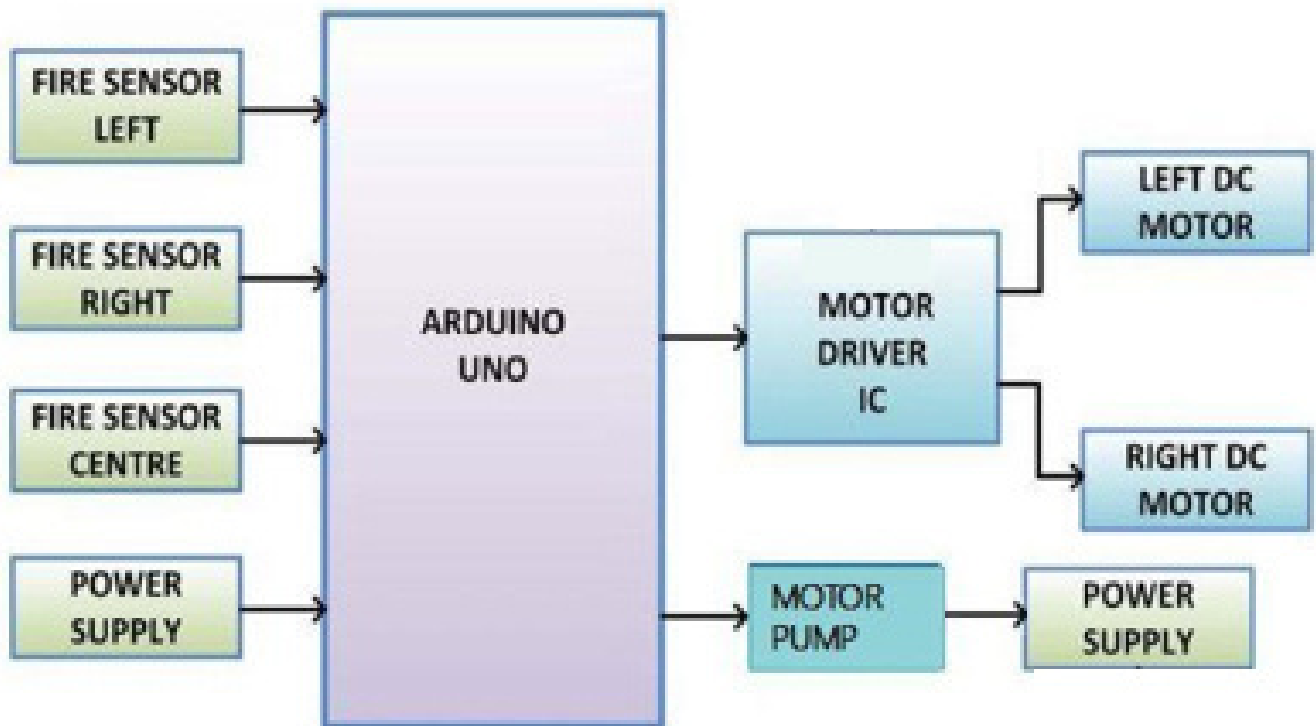 FIRE SENSOR
LEFT
FIRE SENSOR
RIGHT
FIRE SENSOR
CENTRE
POWER
SUPPLY
ARDUINO
UNO
MOTOR
DRIVER
IC
LEFT DC
MOTOR
RIGHT DC
MOTOR
MOTOR
PUMP
POWER
SUPPLY